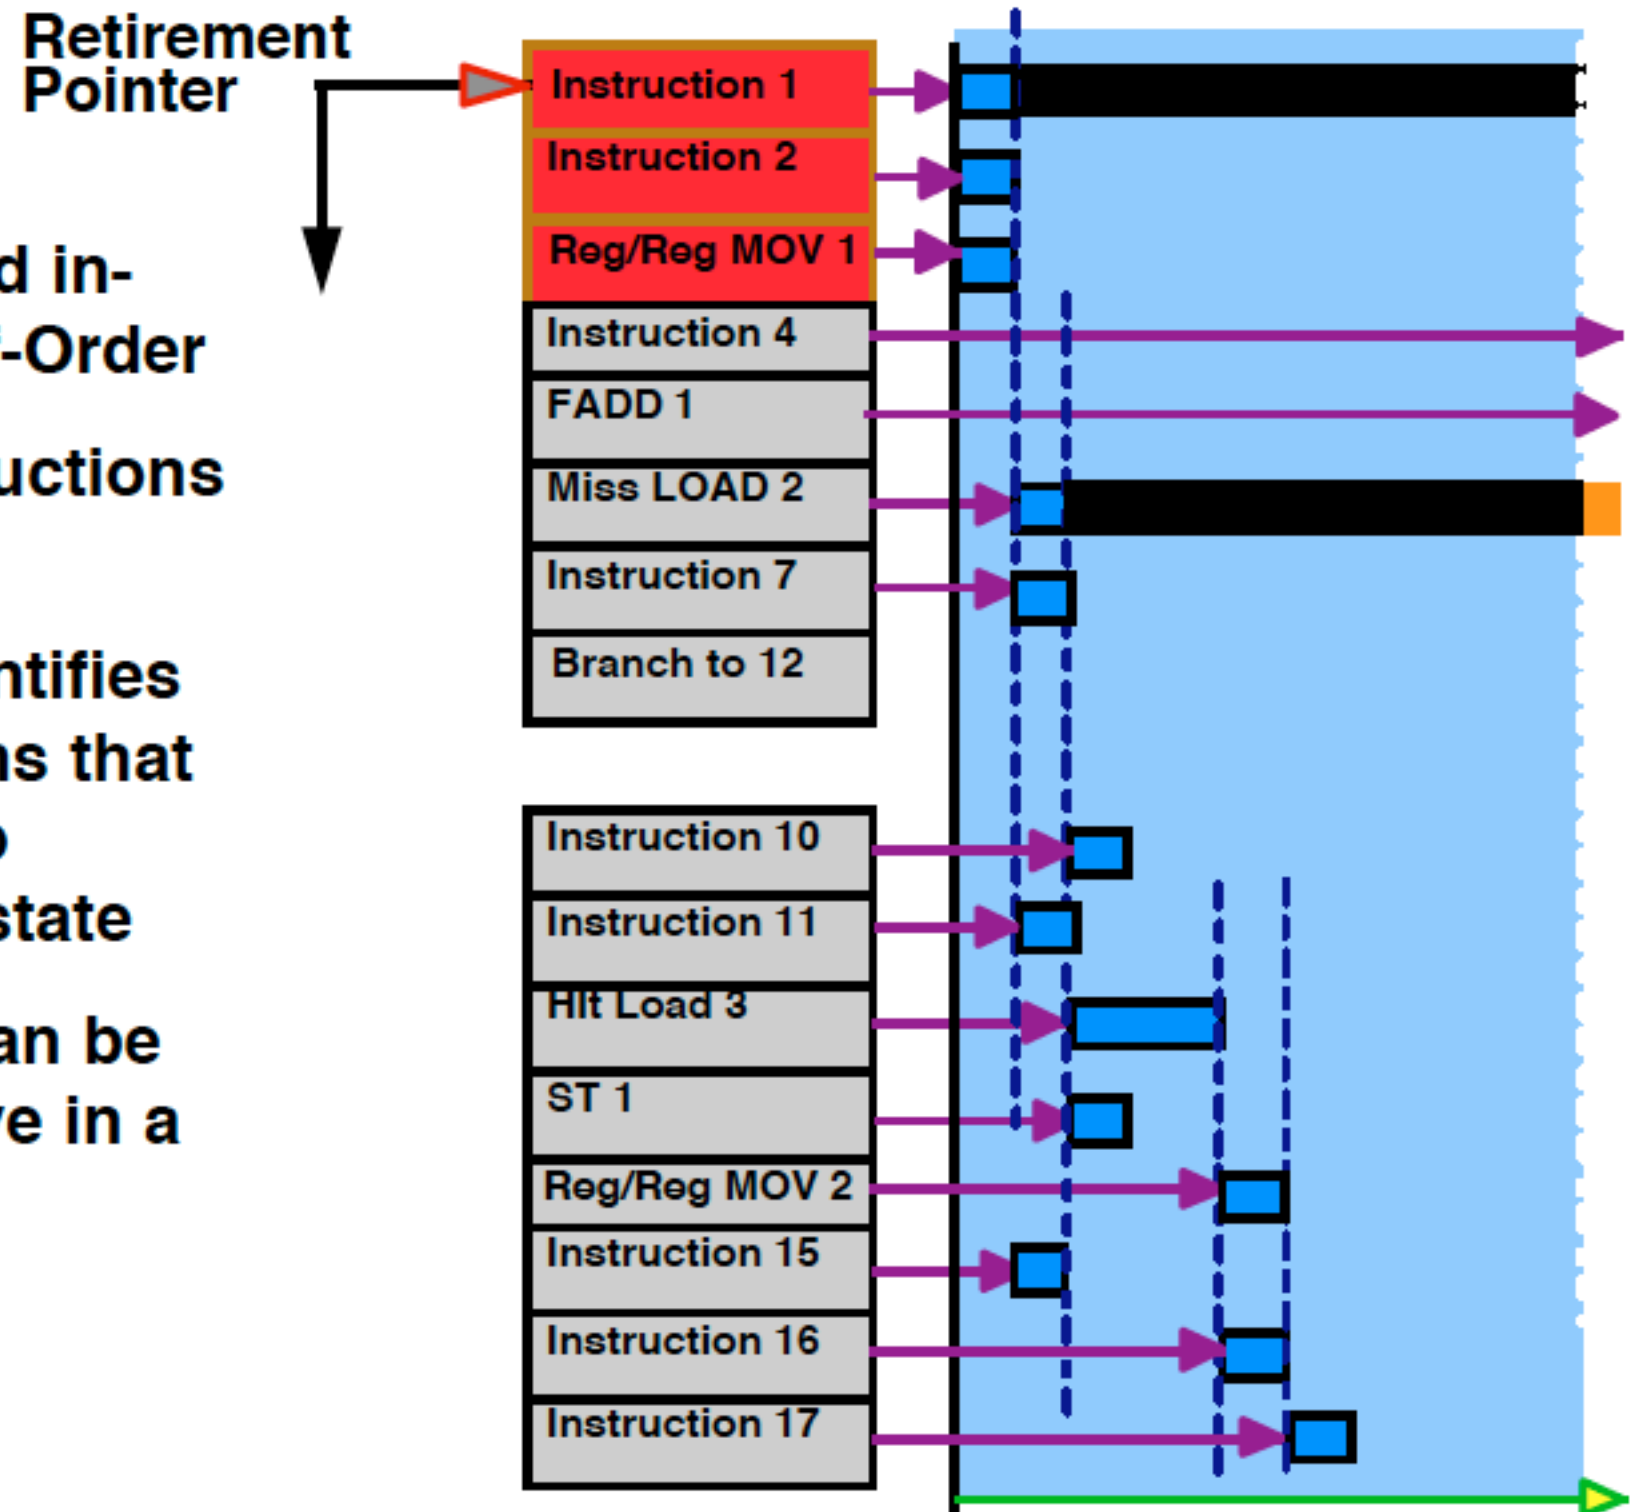 Retirement
Pointer
d in-
-Order
uctions
ntifies
ns that
state
an be
ve in a
Instruction 1
Instruction 2
Reg/Reg MOV 1
Instruction 4
FADD 1
Miss LOAD 2
Instruction 7
Branch to 12
Instruction 10
Instruction 11
HIt Load 3
ST 1
Reg/Reg MOV 2
Instruction 15
Instruction 16
Instruction 17